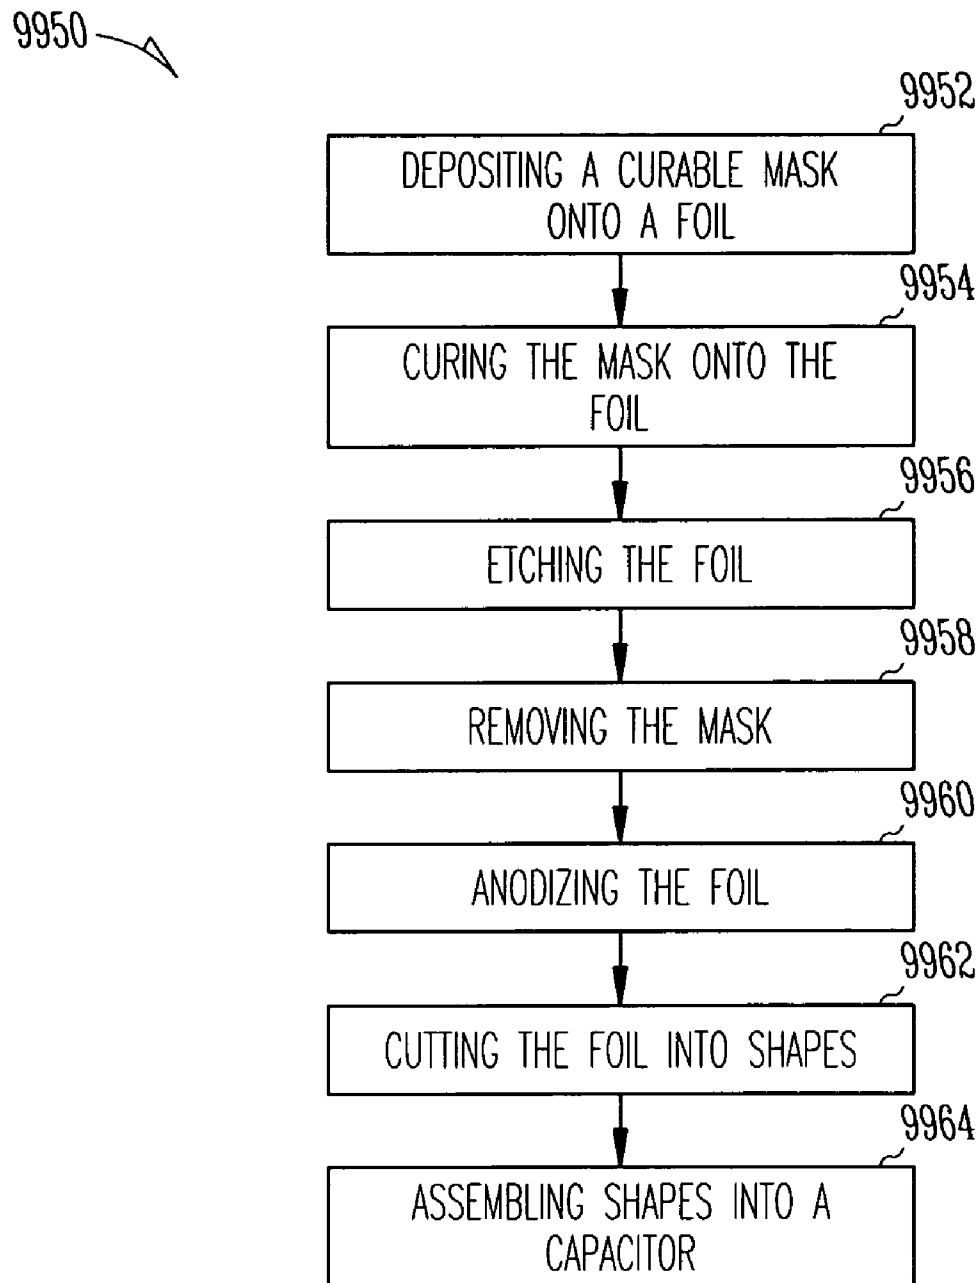 9950
9952
DEPOSITING A CURABLE MASK
ONTO A FOIL
9954
CURING THE MASK ONTO THE
FOIL
9956
ETCHING THE FOIL
9958
REMOVING THE MASK
9960
ANODIZING THE FOIL
9962
CUTTING THE FOIL INTO SHAPES
9964
ASSEMBLING SHAPES INTO A
CAPACITOR